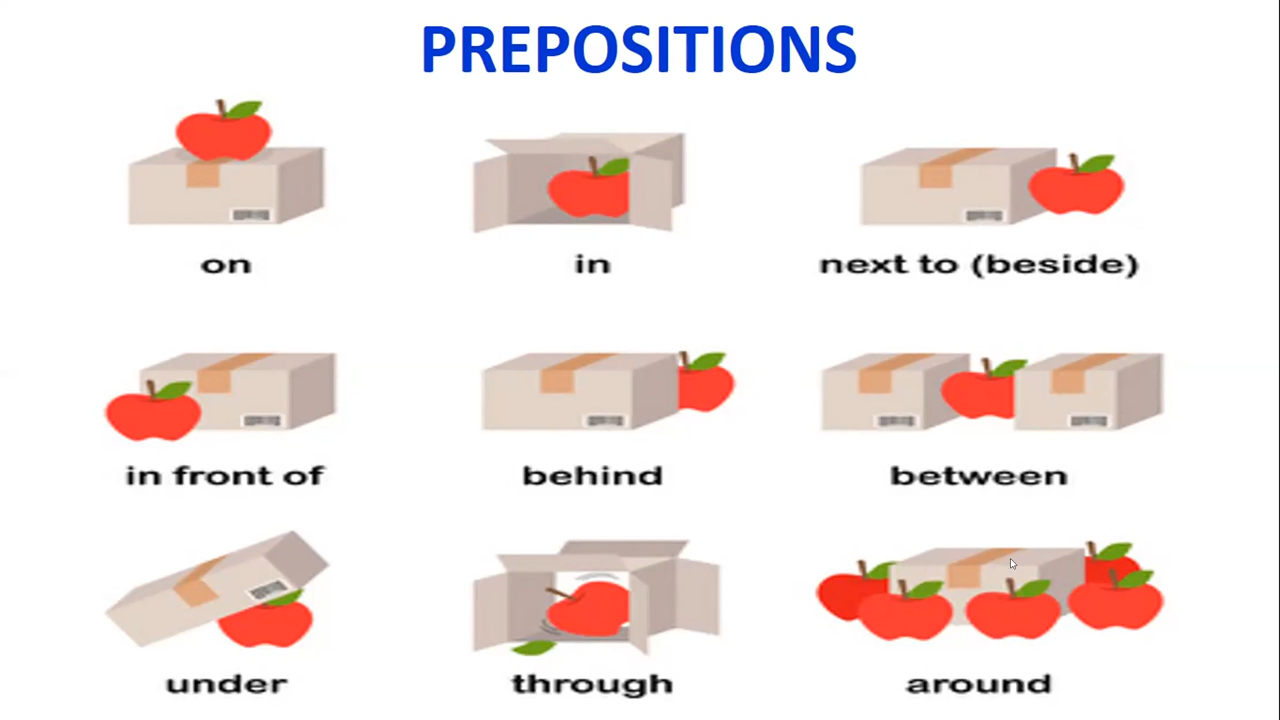 PREPOSITIONS
on
in
next to (beside)
in front of
behind
between
under
through
around